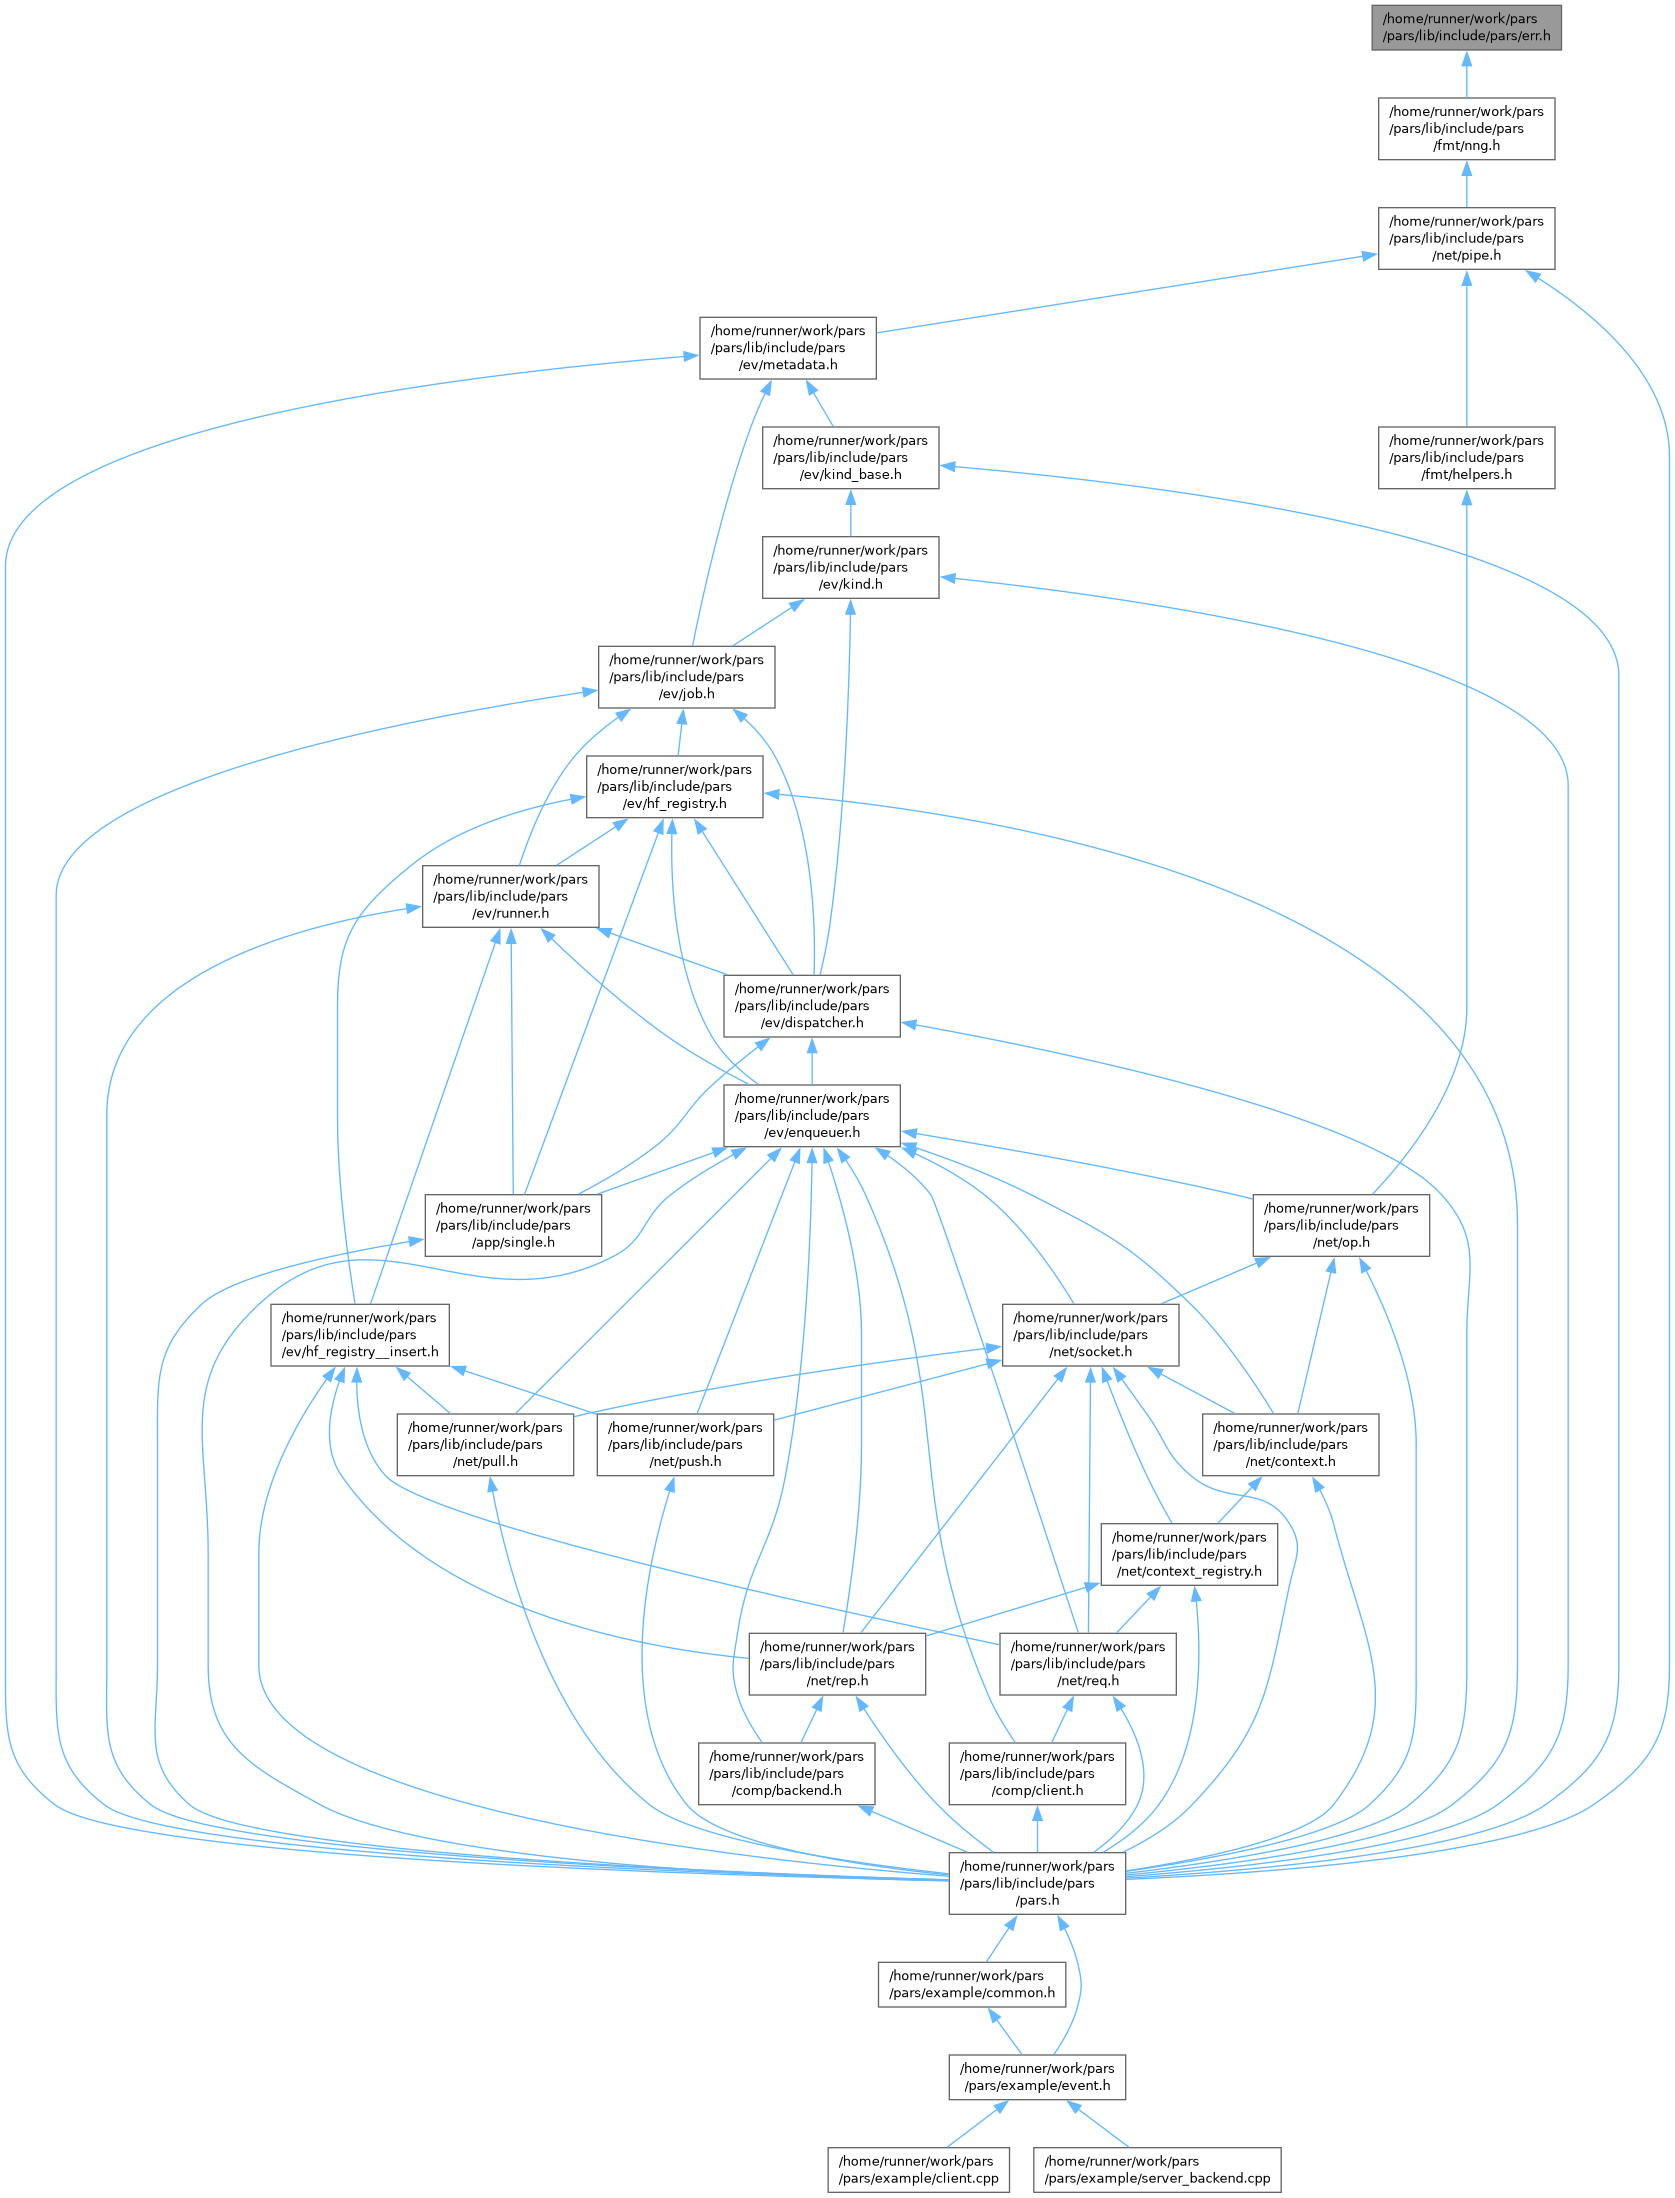 /home/runner/work/pars
/pars/lib/include/pars/err.h
/home/runner/work/pars
/pars/lib/include/pars
/fmt/nng.h
/home/runner/work/pars
/pars/lib/include/pars
/net/pipe.h
/home/runner/work/pars
/pars/lib/include/pars
/ev/metadata.h
/home/runner/work/pars
/pars/lib/include/pars
/ev/kind_base.h
/home/runner/work/pars
/pars/lib/include/pars
/fmt/helpers.h
/home/runner/work/pars
/pars/lib/include/pars
/ev/kind.h
/home/runner/work/pars
/pars/lib/include/pars
/ev/job.h
/home/runner/work/pars
/pars/lib/include/pars
/ev/hf_registry.h
/home/runner/work/pars
/pars/lib/include/pars
/ev/runner.h
/home/runner/work/pars
/pars/lib/include/pars
/ev/dispatcher.h
/home/runner/work/pars
/pars/lib/include/pars
/ev/enqueuer.h
/home/runner/work/pars
/pars/lib/include/pars
/app/single.h
/home/runner/work/pars
/pars/lib/include/pars
/net/op.h
/home/runner/work/pars
/pars/lib/include/pars
/ev/hf_registry__insert.h
/home/runner/work/pars
/pars/lib/include/pars
/net/socket.h
/home/runner/work/pars
/pars/lib/include/pars
/net/pull.h
/home/runner/work/pars
/pars/lib/include/pars
/net/push.h
/home/runner/work/pars
/pars/lib/include/pars
/net/context.h
/home/runner/work/pars
/pars/lib/include/pars
/net/context_registry.h
/home/runner/work/pars
/pars/lib/include/pars
/net/rep.h
/home/runner/work/pars
/pars/lib/include/pars
/net/req.h
/home/runner/work/pars
/pars/lib/include/pars
/comp/backend.h
/home/runner/work/pars
/pars/lib/include/pars
/comp/client.h
/home/runner/work/pars
/pars/lib/include/pars
/pars.h
/home/runner/work/pars
/pars/example/common.h
/home/runner/work/pars
/pars/example/event.h
/home/runner/work/pars
/pars/example/client.cpp
/home/runner/work/pars
/pars/example/server_backend.cpp